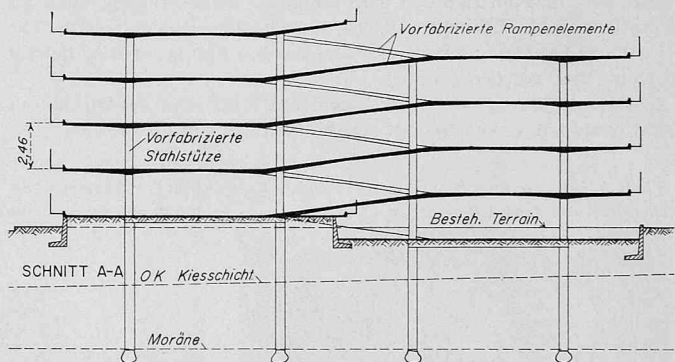 Vorfabrizierte Rampenelemente
2,46
Vorfabrizierte
Stahlstütze
Besteh. Terrain
SCHNITT A-A
OK Kiesschicht
Moräne